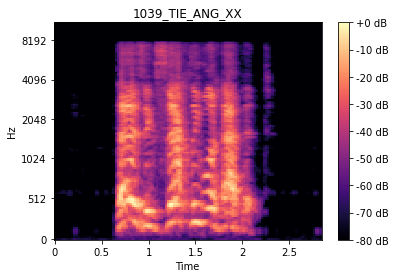 1039_TIE_ANG_XX
+0 dB
8192
-10 dB
4096
-20 dB
-30 dB
2048
Hz
-40 dB
1024
-50 dB
512
-60 dB
-70 dB
0
-80 dB
0 0.5 1 1.5 2 2.5
Time